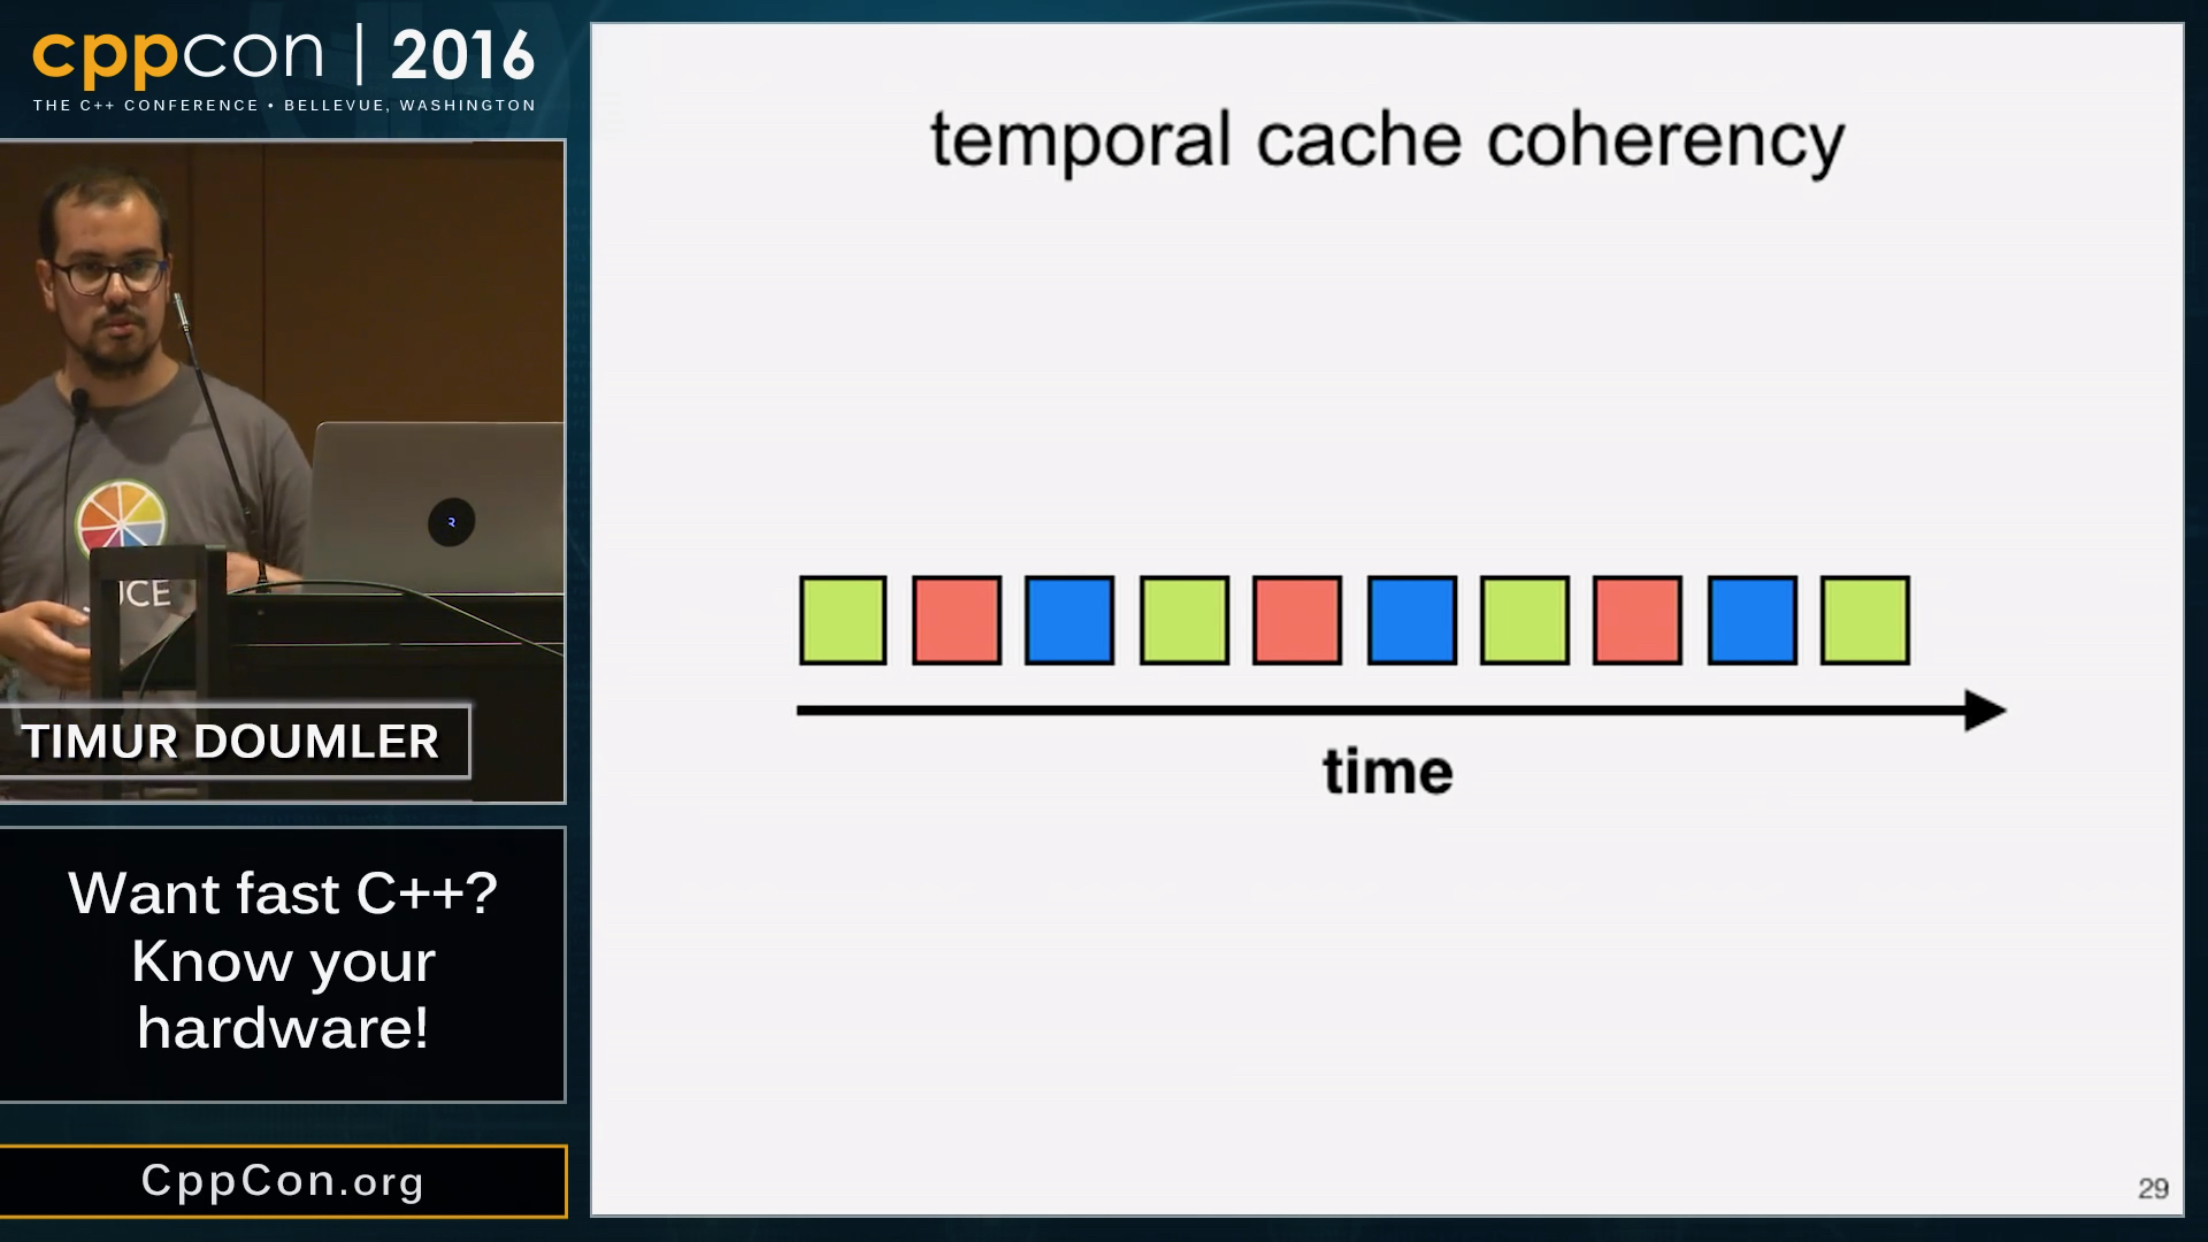 cppcon | 2016
THE C++ CONFERENCE • BELLEVUE, WASHINGTON
temporal cache coherency
time
29
JUCE
TIMUR DOUMLER
Want fast C++?
Know your
hardware!
CppCon.org